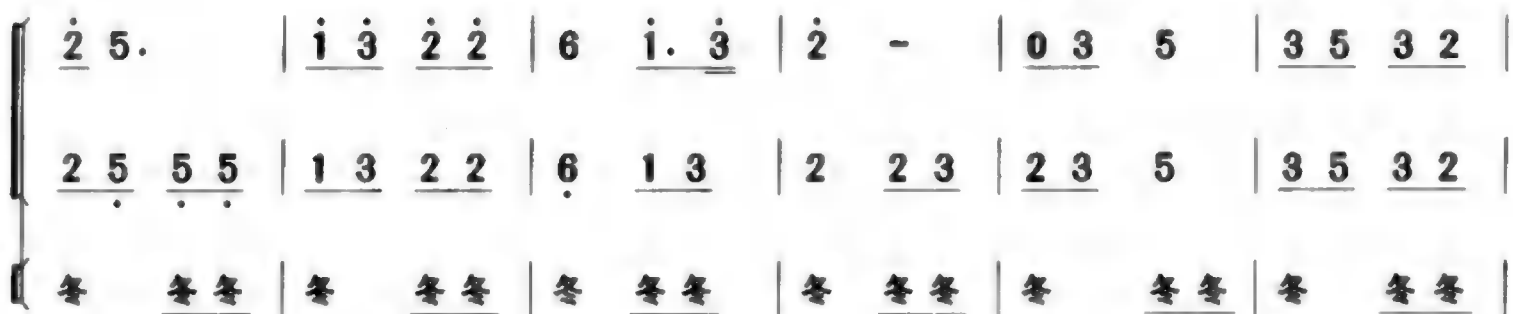 2̇ 5. | 1̇ 3̇ 2̇ 2̇ | 6 1̇. 3̇ | 2̇ - | 0 3 5 | 3 5 3 2 |
2 5̣ 5̣ 5̣ | 1 3 2 2 | 6̣ 1 3 | 2 2 3 | 2 3 5 | 3 5 3 2 |
冬 冬冬 | 冬 冬冬 | 冬 冬冬 | 冬 冬冬 | 冬 冬冬 | 冬 冬冬 |